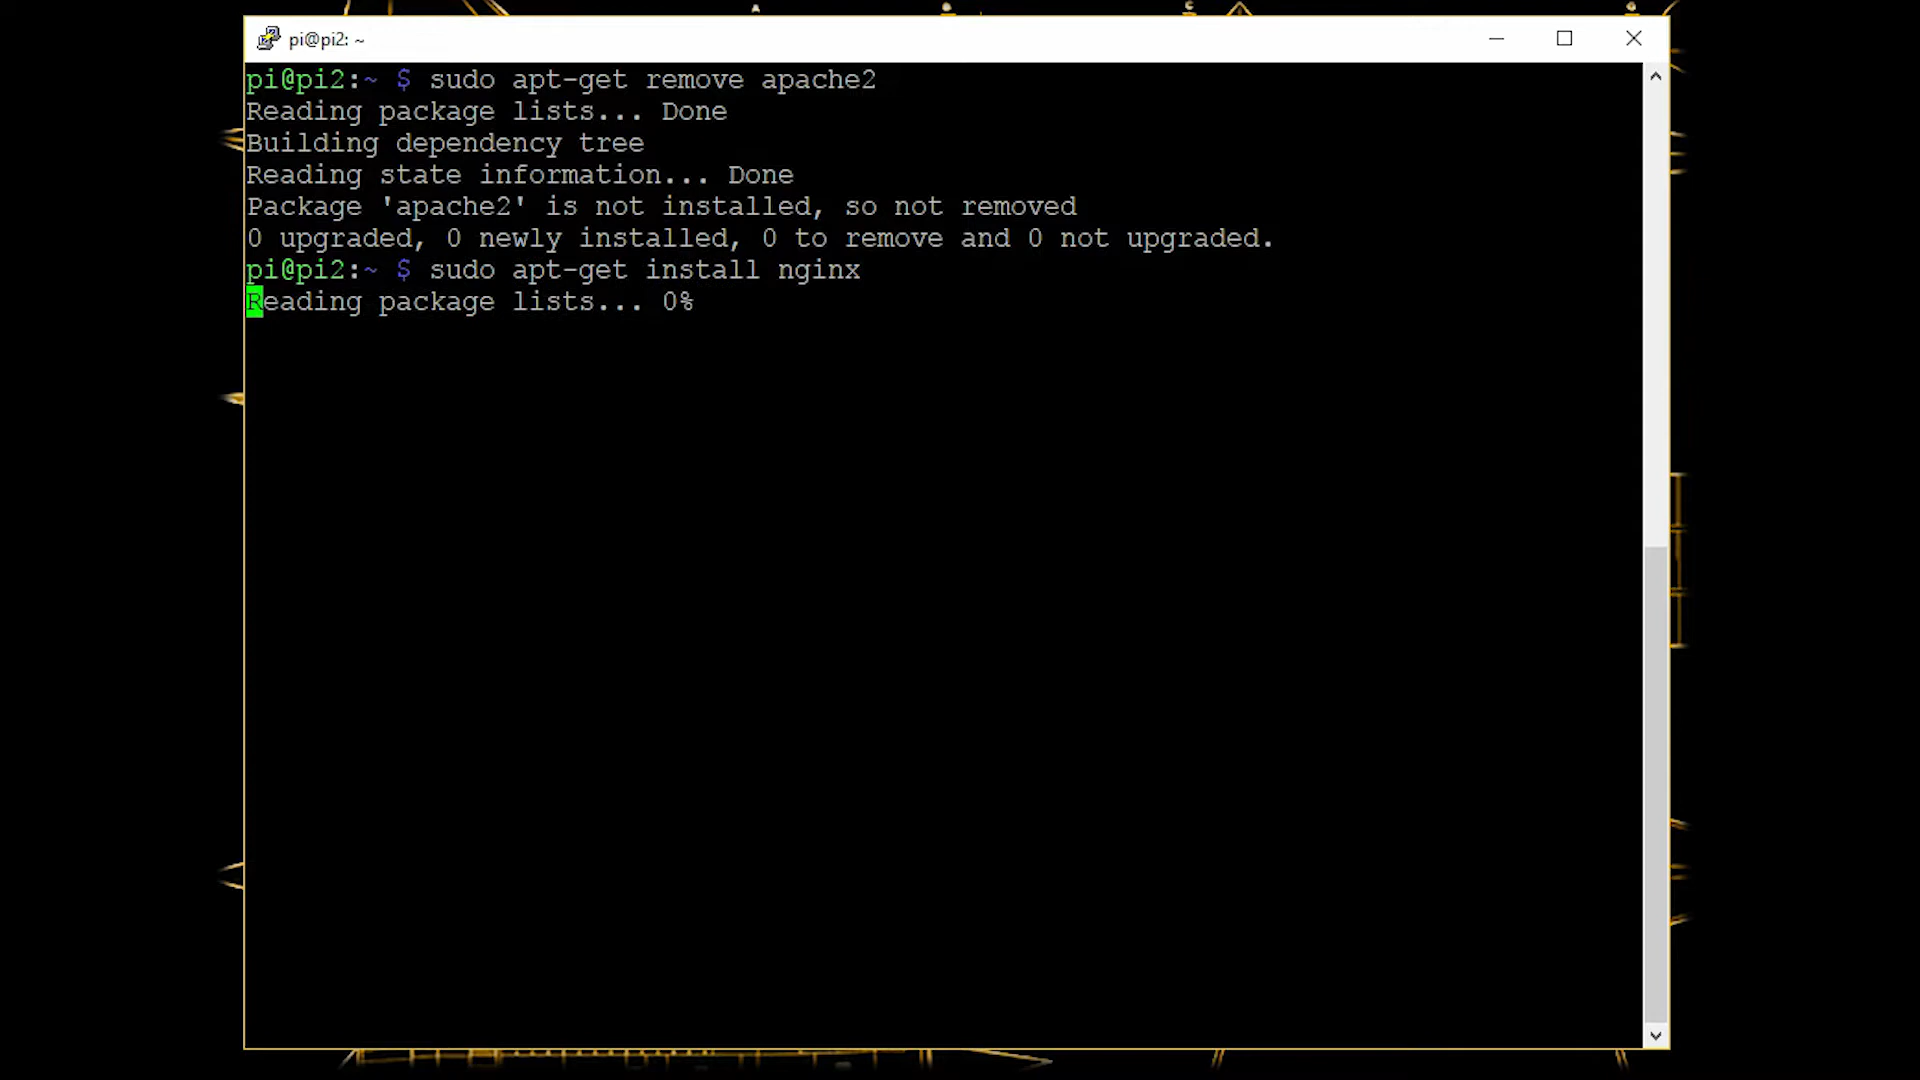 pi@pi2: ~
pi@pi2:~ $ sudo apt-get remove apache2
Reading package lists... Done
Building dependency tree
Reading state information... Done
Package 'apache2' is not installed, so not removed
0 upgraded, 0 newly installed, 0 to remove and 0 not upgraded.
pi@pi2:~ $ sudo apt-get install nginx
Reading package lists... 0%